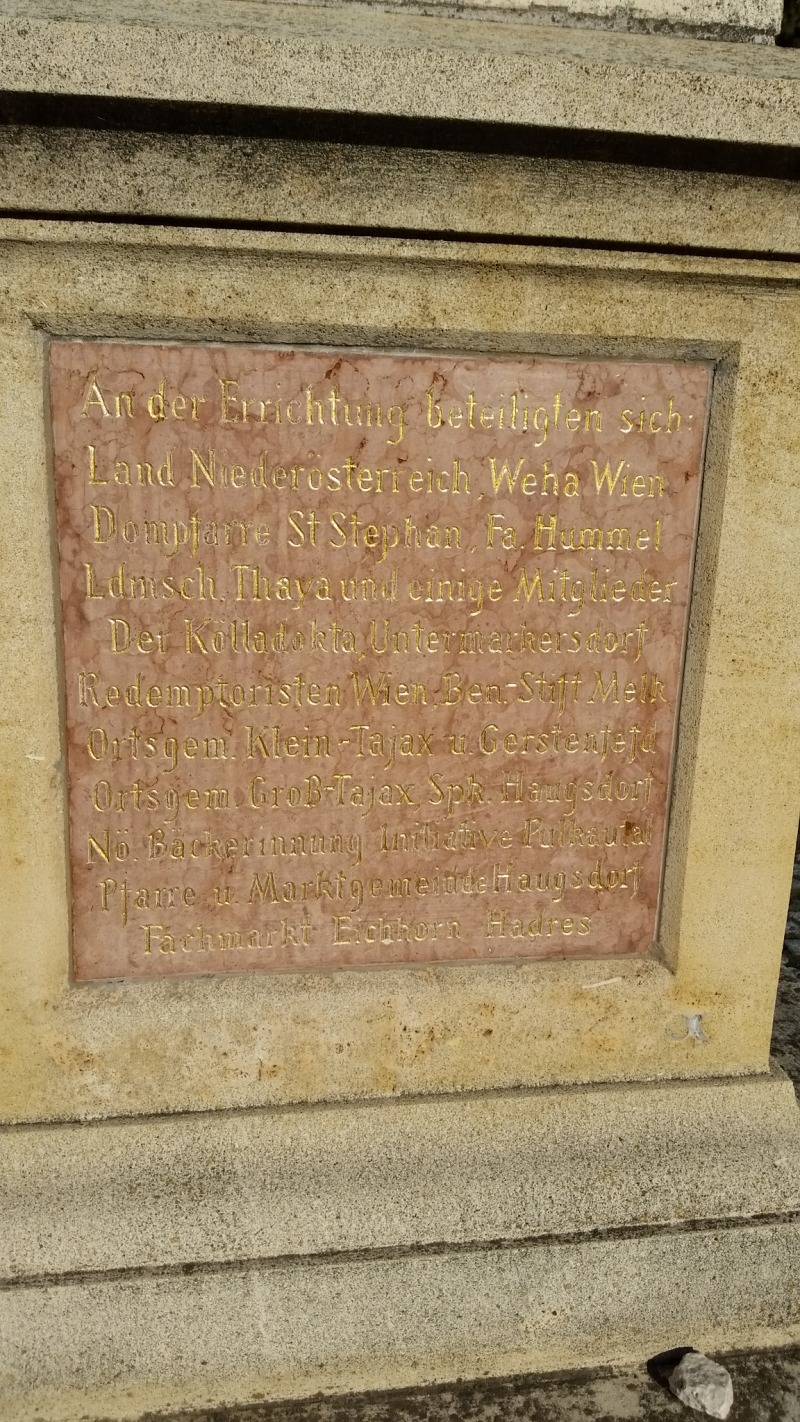 An der Errichtung beteiligten sich:
Land Niederösterreich, Weha Wien
Dompfarre St Stephan, Fa. Hummel
Ldmsch. Thaya und einige Mitglieder
Der Kölladokta, Untermarkersdorf
Redemptoristen Wien, Ben.-Stift Melk
Ortsgem. Klein-Tajax u. Gerstenfeld
Ortsgem. Groß-Tajax, Spk. Haugsdorf
Nö. Bäckerinnung Initiative Pulkautal
Pfarre u. Marktgemeinde Haugsdorf
Fachmarkt Eichhorn Hadres